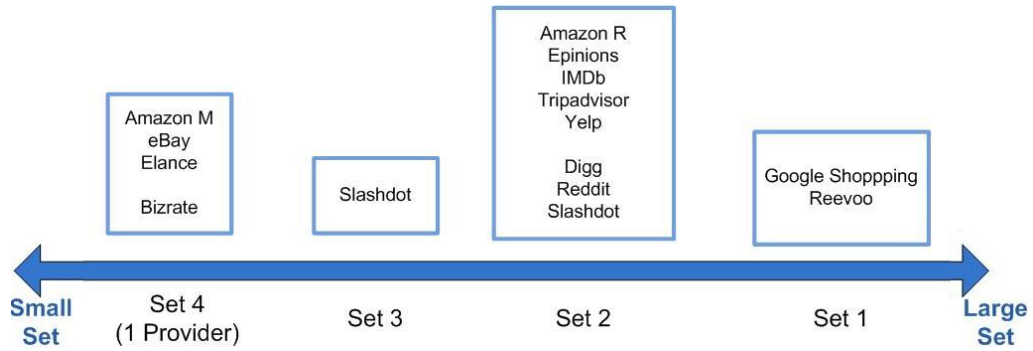 Amazon M
eBay
Elance
Bizrate
Slashdot
Amazon R
Epinions
IMDb
Tripadvisor
Yelp
Digg
Reddit
Slashdot
Google Shoppping
Reevoo
Small
Set
Set 4
(1 Provider)
Set 3
Set 2
Set 1
Large
Set